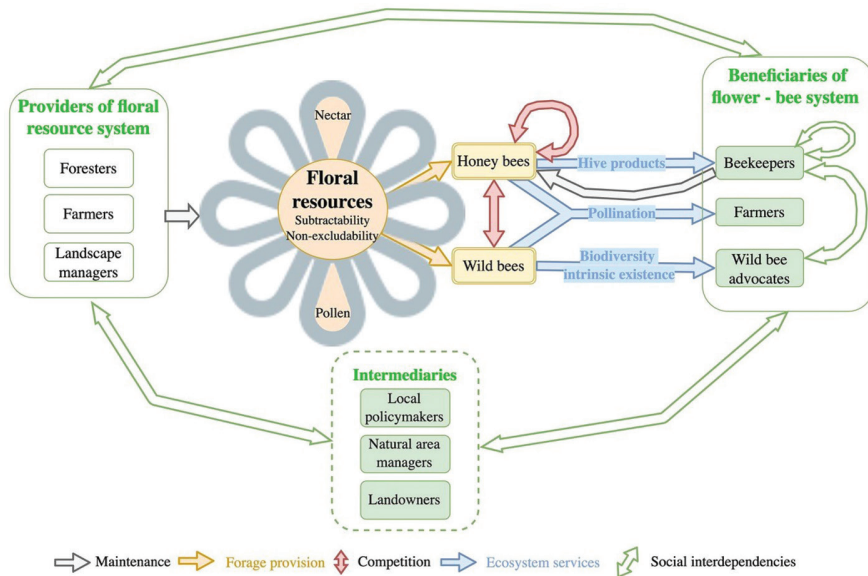 Providers of floral
resource system
Foresters
Farmers
Landscape
managers
Nectar
Floral
resources
Subtractability
Non-excludability
Pollen
Honey bees
Wild bees
Hive products
Pollination
Biodiversity
intrinsic existence
Beneficiaries of
flower - bee system
Beekeepers
Farmers
Wild bee
advocates
Intermediaries
Local
policymakers
Natural area
managers
Landowners
Maintenance
Forage provision
Competition
Ecosystem services
Social interdependencies